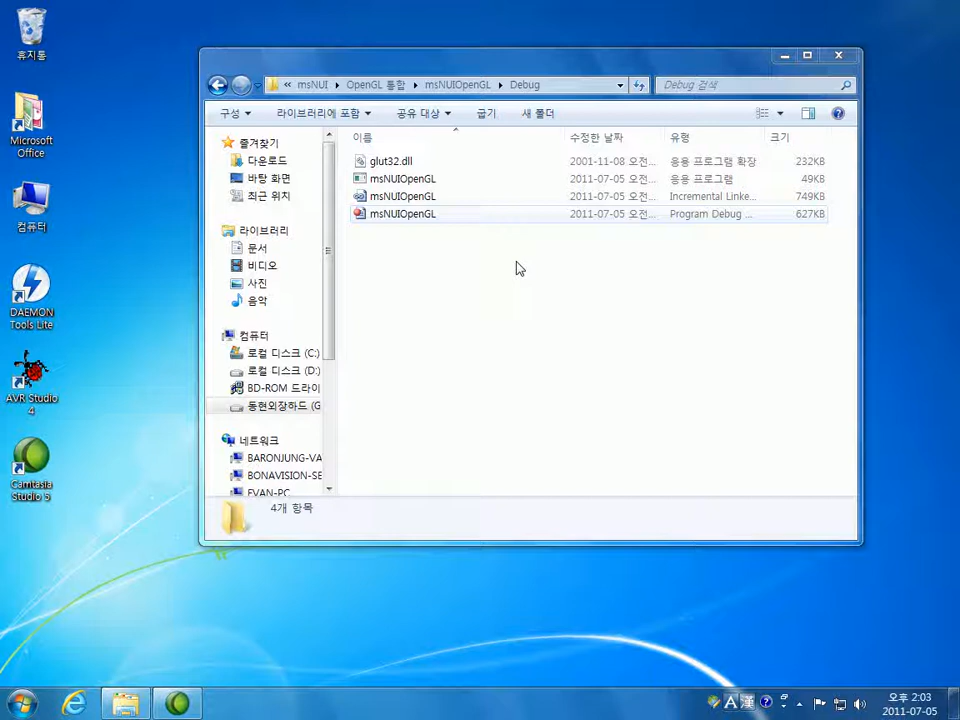 휴지통
Microsoft
Office
컴퓨터
DAEMON
Tools Lite
AVR Studio
4
Camtasia
Studio 5
« msNUI ▸ OpenGL 통합 ▸ msNUIOpenGL ▸ Debug
Debug 검색
구성 라이브러리에 포함 공유 대상 굽기 새 폴더
이름 수정한 날짜 유형 크기
glut32.dll 2001-11-08 오전... 응용 프로그램 확장 232KB
msNUIOpenGL 2011-07-05 오전... 응용 프로그램 49KB
msNUIOpenGL 2011-07-05 오전... Incremental Linke... 749KB
msNUIOpenGL 2011-07-05 오전... Program Debug ... 627KB
즐겨찾기
다운로드
바탕 화면
최근 위치
라이브러리
문서
비디오
사진
음악
컴퓨터
로컬 디스크 (C:)
로컬 디스크 (D:)
BD-ROM 드라이
동현외장하드 (G
네트워크
BARONJUNG-VA
BONAVISION-SE
EVAN-PC
4개 항목
A 漢
오후 2:03
2011-07-05